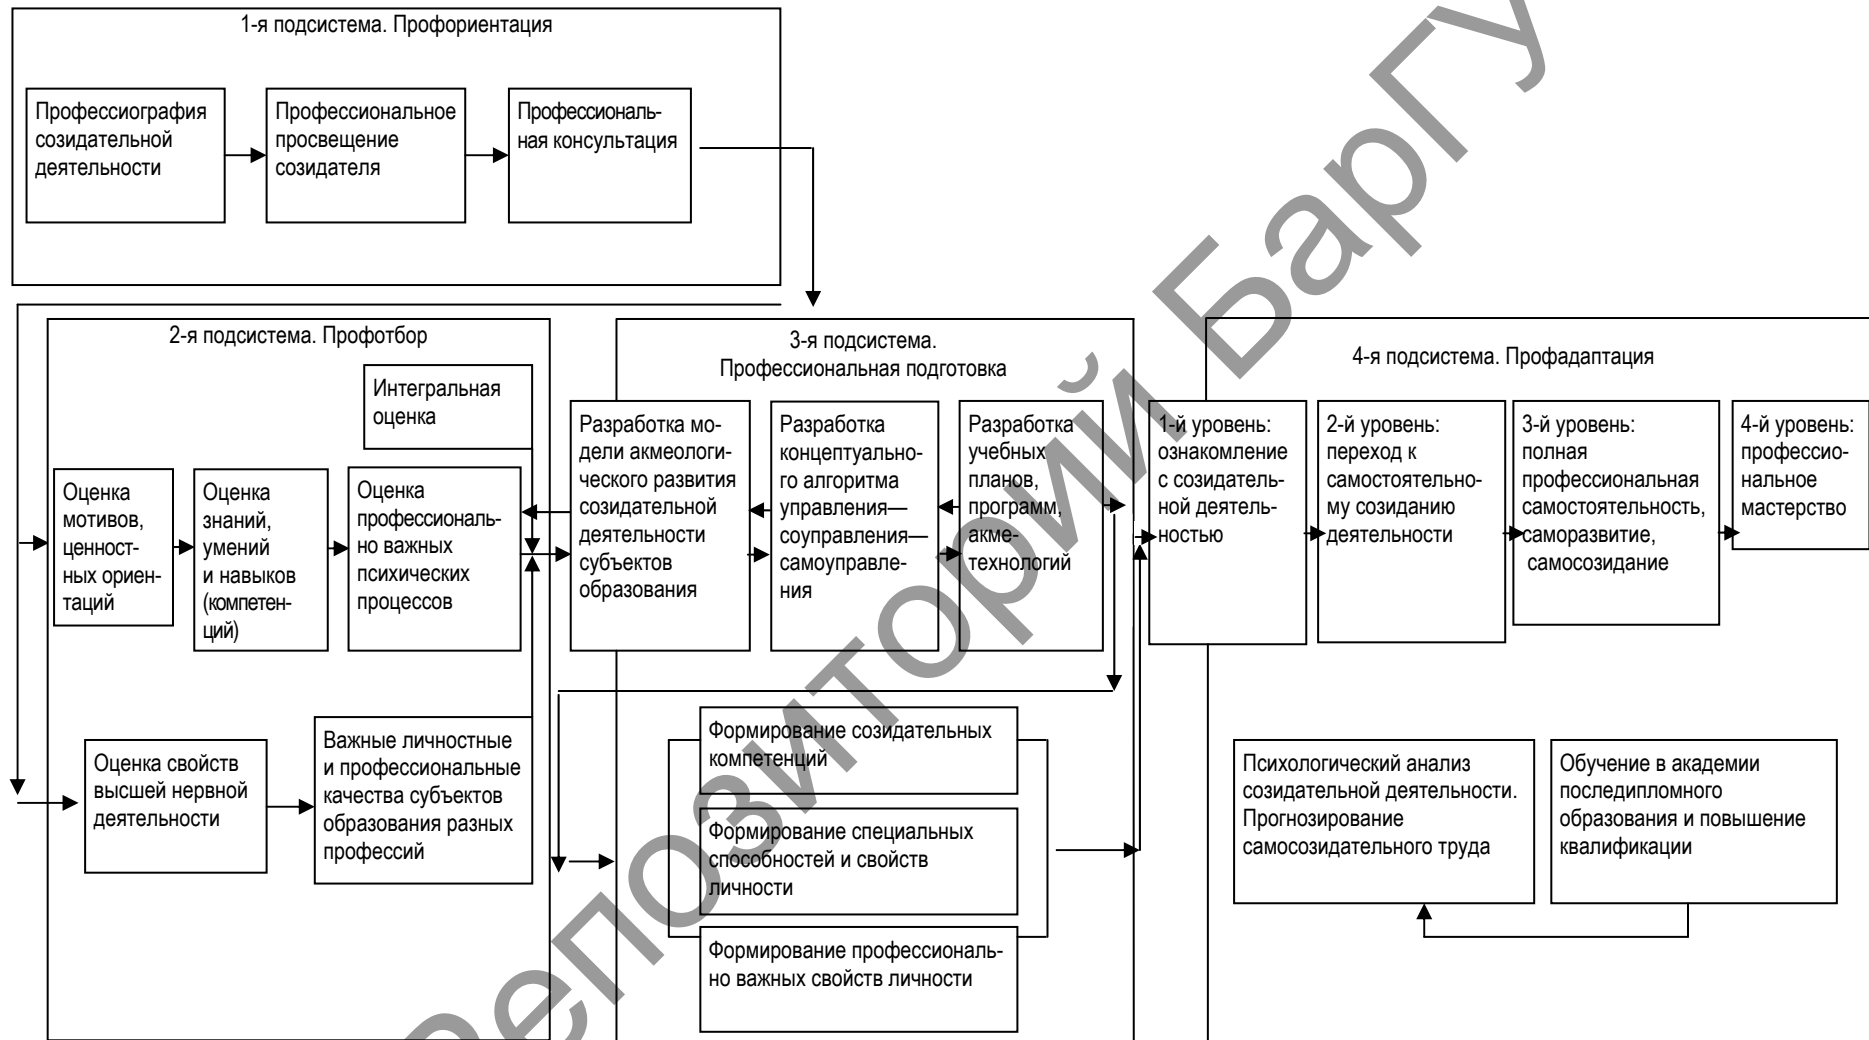 1-я подсистема. Профориентация
Профессиография
созидательной
деятельности
Профессиональное
просвещение
созидателя
Профессиональ-
ная консультация
2-я подсистема. Профотбор
Интегральная
оценка
Оценка
мотивов,
ценност-
ных ориен-
таций
Оценка
знаний,
умений
и навыков
(компетен-
ций)
Оценка
профессиональ-
но важных
психических
процессов
Оценка свойств
высшей нервной
деятельности
Важные личностные
и профессиональные
качества субъектов
образования разных
профессий
3-я подсистема.
Профессиональная подготовка
Разработка мо-
дели акмеологи-
ческого развития
созидательной
деятельности
субъектов
образования
Разработка
концептуально-
го алгоритма
управления—
соуправления—
самоуправле-
ния
Разработка
учебных
планов,
программ,
акме-
технологий
Формирование созидательных
компетенций
Формирование специальных
способностей и свойств
личности
Формирование профессиональ-
но важных свойств личности
4-я подсистема. Профадаптация
1-й уровень:
ознакомление
с созидатель-
ной деятель-
ностью
2-й уровень:
переход к
самостоятельно-
му созиданию
деятельности
3-й уровень:
полная
профессиональная
самостоятельность,
саморазвитие,
самосозидание
4-й уровень:
професcио-
нальное
мастерство
Психологический анализ
созидательной деятельности.
Прогнозирование
самосозидательного труда
Обучение в академии
последипломного
образования и повышение
квалификации
Репозиторий БарГУ